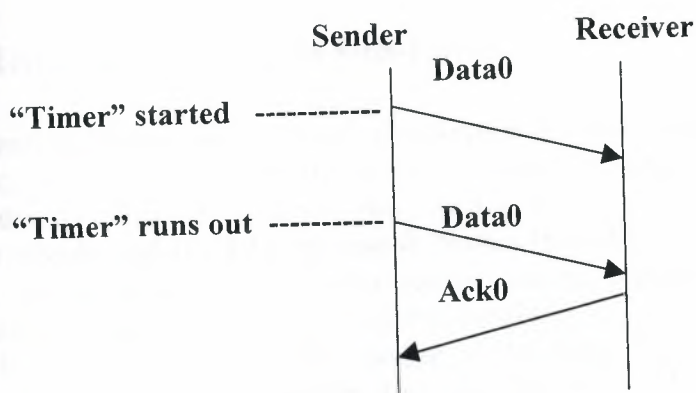 Sender Receiver
Data0
“Timer” started
“Timer” runs out Data0
Ack0